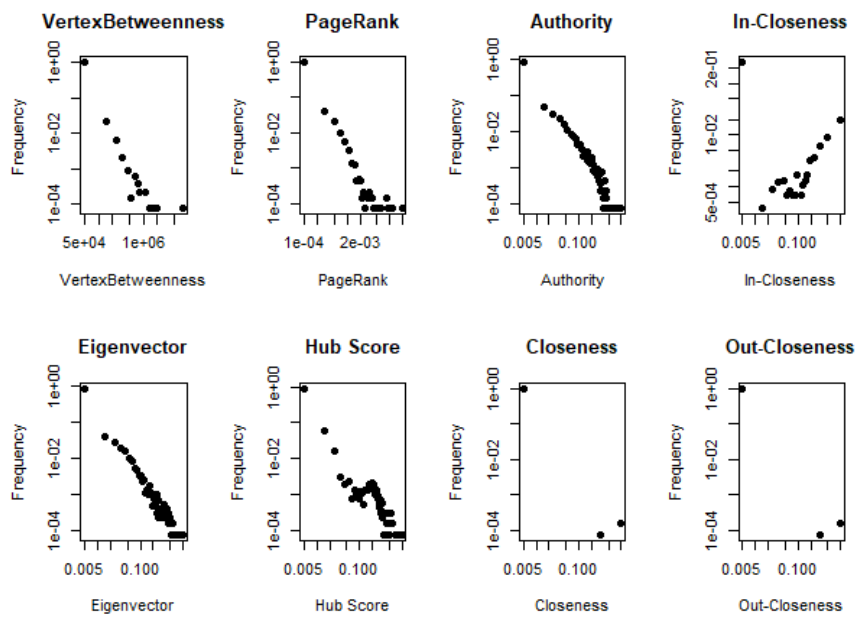 VertexBetweenness
PageRank
Authority
In-Closeness
Frequency
1e+00
1e-02
1e-04
Frequency
1e+00
1e-02
1e-04
Frequency
1e+00
1e-02
1e-04
Frequency
2e-01
1e-02
5e-04
5e+04 1e+06
1e-04 2e-03
0.005 0.100
0.005 0.100
VertexBetweenness
PageRank
Authority
In-Closeness
Eigenvector
Hub Score
Closeness
Out-Closeness
Frequency
1e+00
1e-02
1e-04
Frequency
1e+00
1e-02
1e-04
Frequency
1e+00
1e-02
1e-04
Frequency
1e+00
1e-02
1e-04
0.005 0.100
0.005 0.100
0.005 0.100
0.005 0.100
Eigenvector
Hub Score
Closeness
Out-Closeness